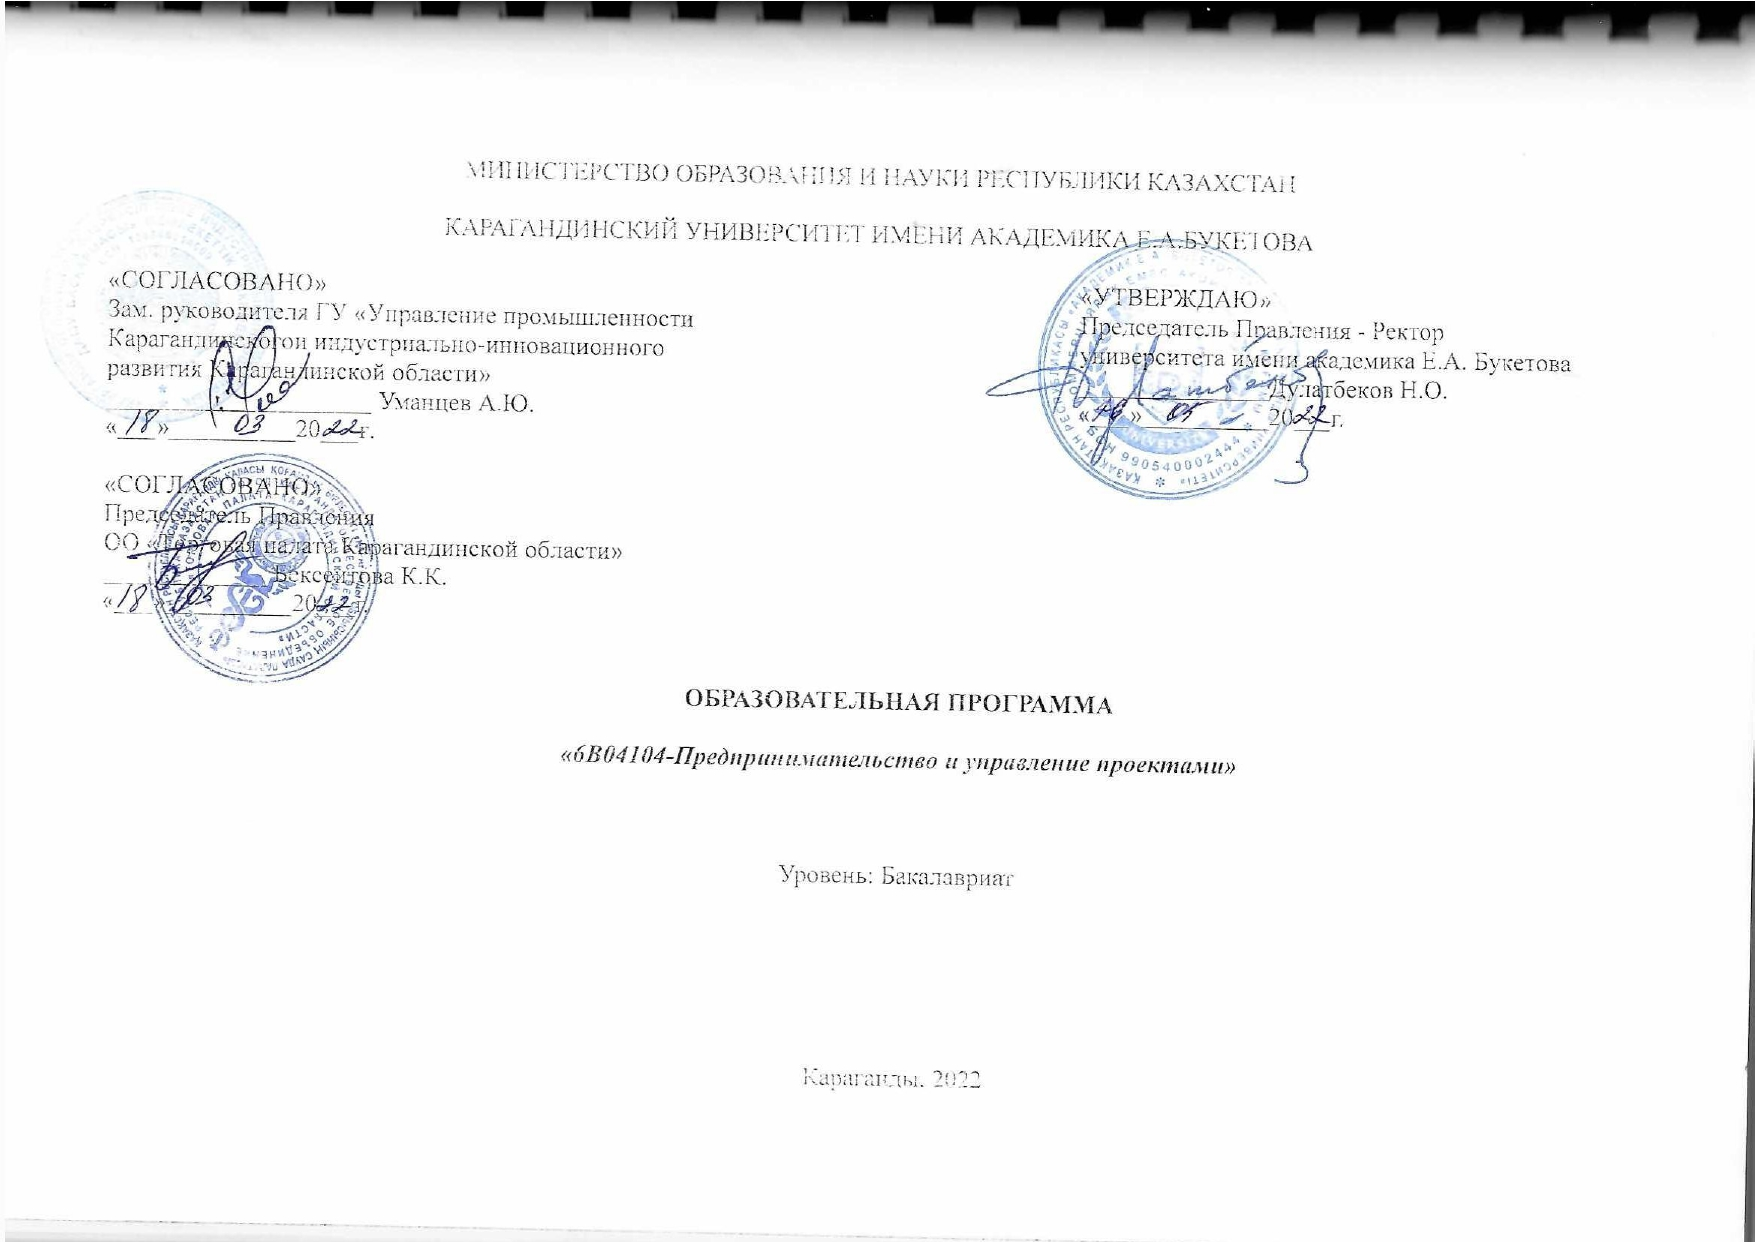 МИНИСТЕРСТВО ОБРАЗОВАНИЯ И НАУКИ РЕСПУБЛИКИ КАЗАХСТАН
КАРАГАНДИНСКИЙ УНИВЕРСИТЕТ ИМЕНИ АКАДЕМИКА Е.А.БУКЕТОВА
«СОГЛАСОВАНО»
Зам. руководителя ГУ «Управление промышленности
Карагандинскогои индустриально-инновационного
развития Карагандинской области»
Уманцев А.Ю.
«18» 03 2022г.
«УТВЕРЖДАЮ»
Председатель Правления - Ректор
университета имени академика Е.А. Букетова
Дулатбеков Н.О.
« » 05 2022г.
«СОГЛАСОВАНО»
Председатель Правления
ОО «Торговая палата Карагандинской области»
Бексеитова К.К.
«18» 03 2022г.
990540002444
ОБРАЗОВАТЕЛЬНАЯ ПРОГРАММА
«6В04104-Предпринимательство и управление проектами»
Уровень: Бакалавриат
Караганды. 2022